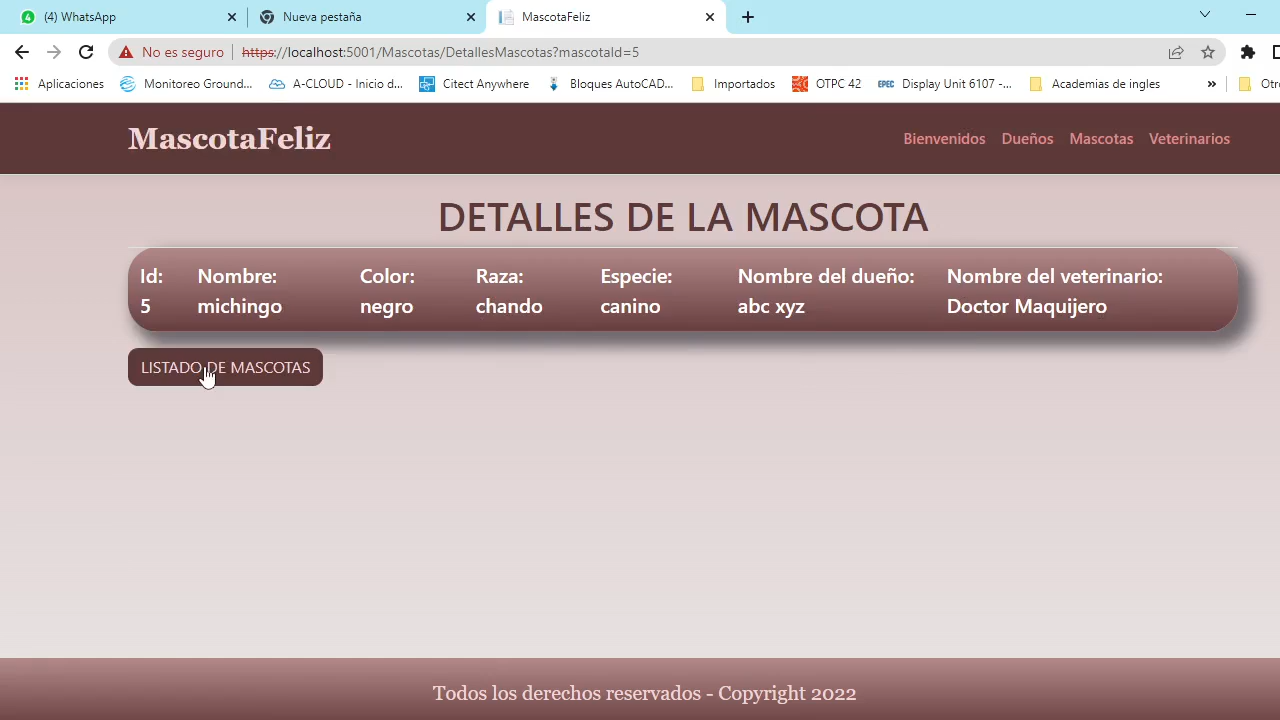 (4) WhatsApp
Nueva pestaña
MascotaFeliz
No es seguro
https://localhost:5001/Mascotas/DetallesMascotas?mascotaId=5
Aplicaciones
Monitoreo Ground...
A-CLOUD - Inicio d...
Citect Anywhere
Bloques AutoCAD...
Importados
OTPC 42
EPEC
Display Unit 6107 -...
Academias de ingles
»
Otro
MascotaFeliz
Bienvenidos Dueños Mascotas Veterinarios
DETALLES DE LA MASCOTA
Id: Nombre: Color: Raza: Especie: Nombre del dueño: Nombre del veterinario:
5 michingo negro chando canino abc xyz Doctor Maquijero
LISTADO DE MASCOTAS
Todos los derechos reservados - Copyright 2022